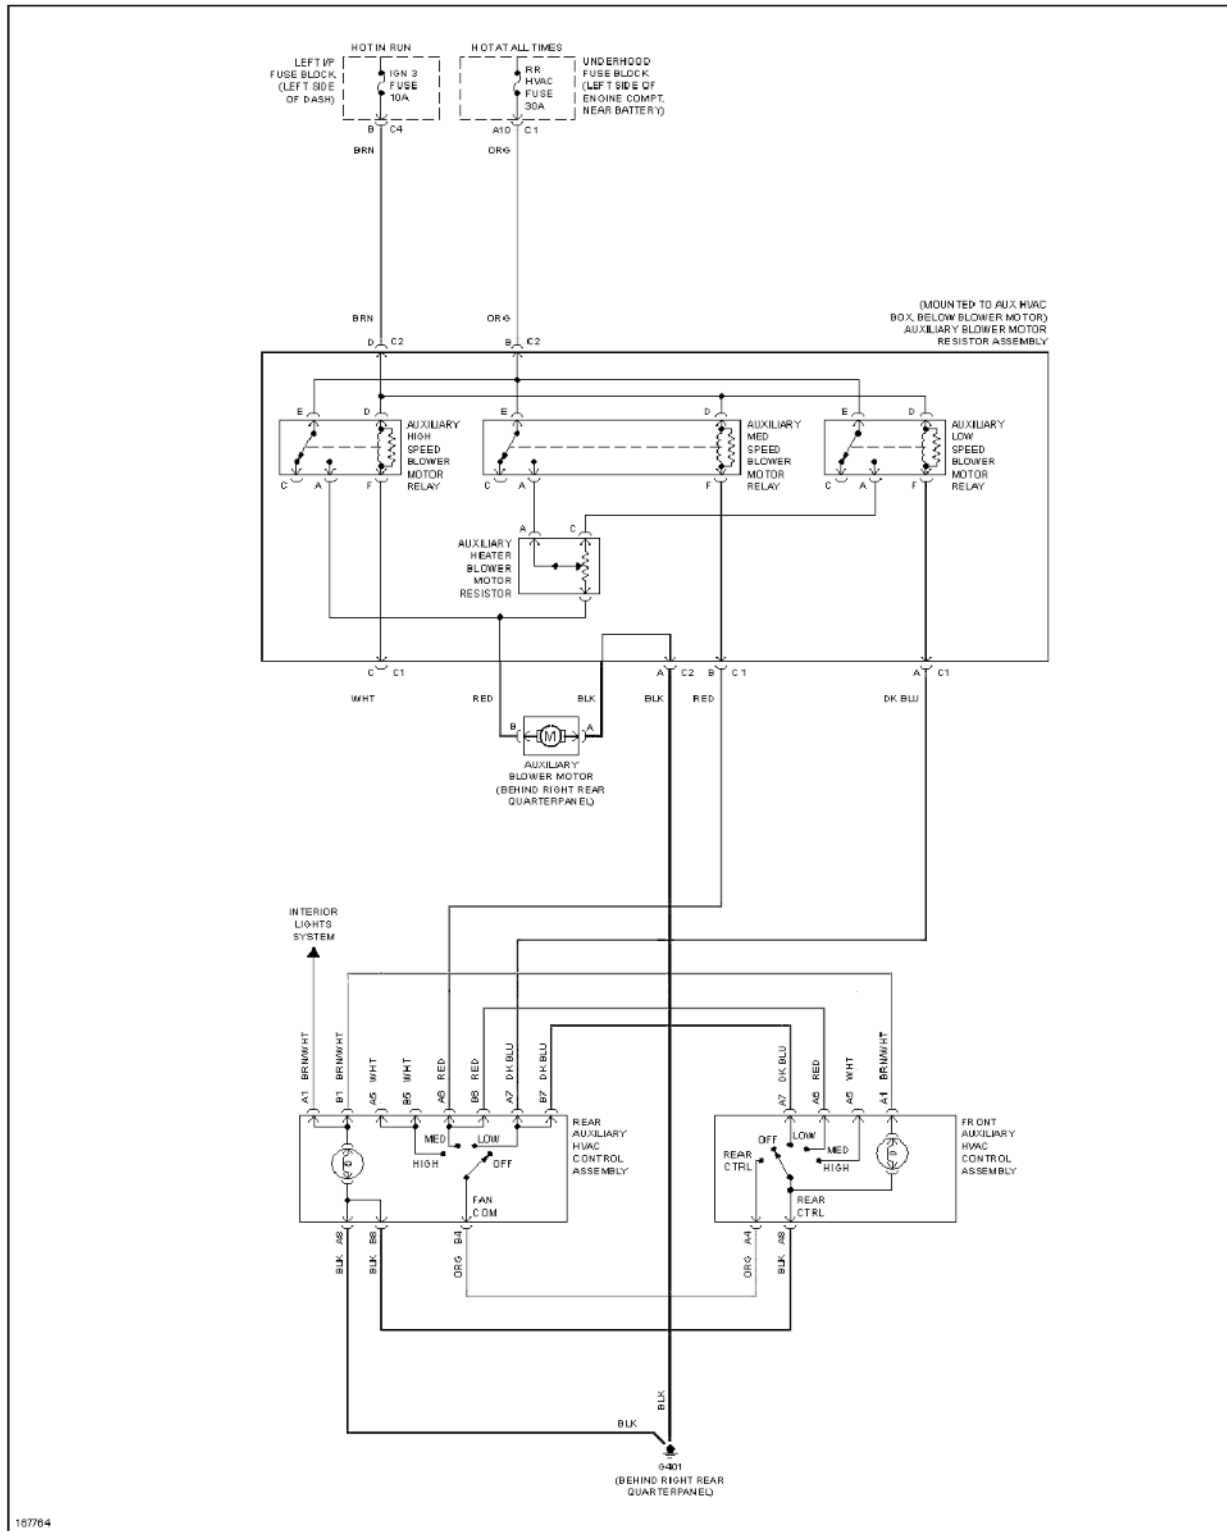 HOT IN RUN
HOT AT ALL TIMES
LEFT I/P
FUSE BLOCK
(LEFT SIDE
OF DASH)
IGN 3
FUSE
10A
RR
HVAC
FUSE
30A
UNDERHOOD
FUSE BLOCK
(LEFT SIDE OF
ENGINE COMPT,
NEAR BATTERY)
B C4
A10 C1
BRN
ORG
BRN
ORG
D C2
B C2
(MOUNTED TO AUX HVAC
BOX, BELOW BLOWER MOTOR)
AUXILIARY BLOWER MOTOR
RESISTOR ASSEMBLY
E D
AUXILIARY
HIGH
SPEED
BLOWER
MOTOR
RELAY
C A F
E D
AUXILIARY
MED
SPEED
BLOWER
MOTOR
RELAY
C A F
E D
AUXILIARY
LOW
SPEED
BLOWER
MOTOR
RELAY
C A F
A C
AUXILIARY
HEATER
BLOWER
MOTOR
RESISTOR
C C1
A C2
B C1
A C1
WHT
RED
BLK
BLK
RED
DK BLU
B M A
AUXILIARY
BLOWER MOTOR
(BEHIND RIGHT REAR
QUARTERPANEL)
INTERIOR
LIGHTS
SYSTEM
A1 BRN/WHT
B1 BRN/WHT
A5 WHT
B5 WHT
A6 RED
B6 RED
A7 DK BLU
B7 DK BLU
A7 DK BLU
A6 RED
A5 WHT
A1 BRN/WHT
MED
LOW
HIGH
OFF
FAN
COM
REAR
AUXILIARY
HVAC
CONTROL
ASSEMBLY
REAR
CTRL
OFF
LOW
MED
HIGH
REAR
CTRL
FRONT
AUXILIARY
HVAC
CONTROL
ASSEMBLY
BLK A8
BLK B8
ORG B4
ORG A4
BLK A8
BLK
BLK
G401
(BEHIND RIGHT REAR
QUARTERPANEL)
167764